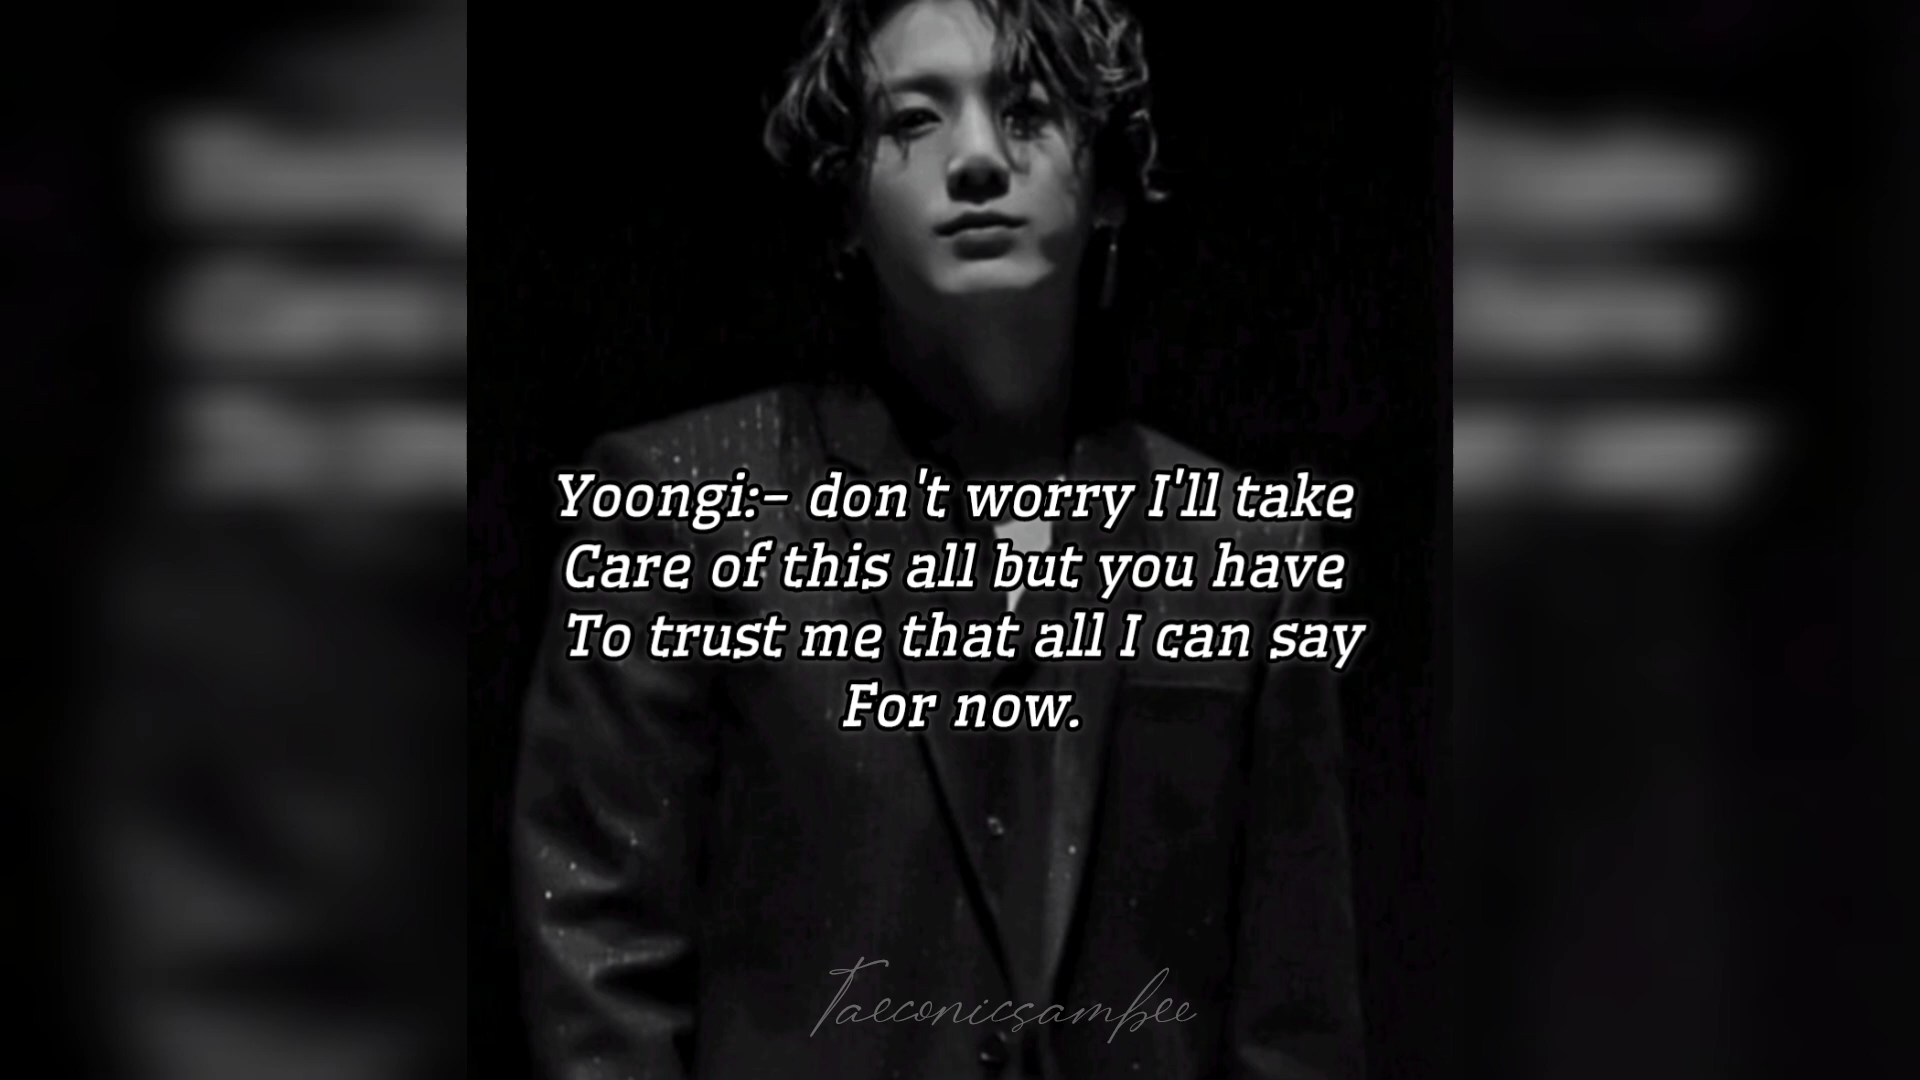 Yoongi:- don't worry I'll take
Care of this all but you have
To trust me that all I can say
For now.
Taeconicsambee